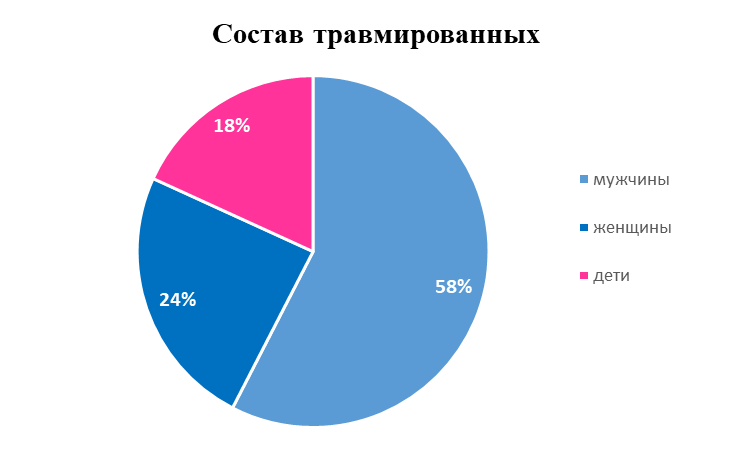 Состав травмированных
18%
24%
58%
мужчины
женщины
дети